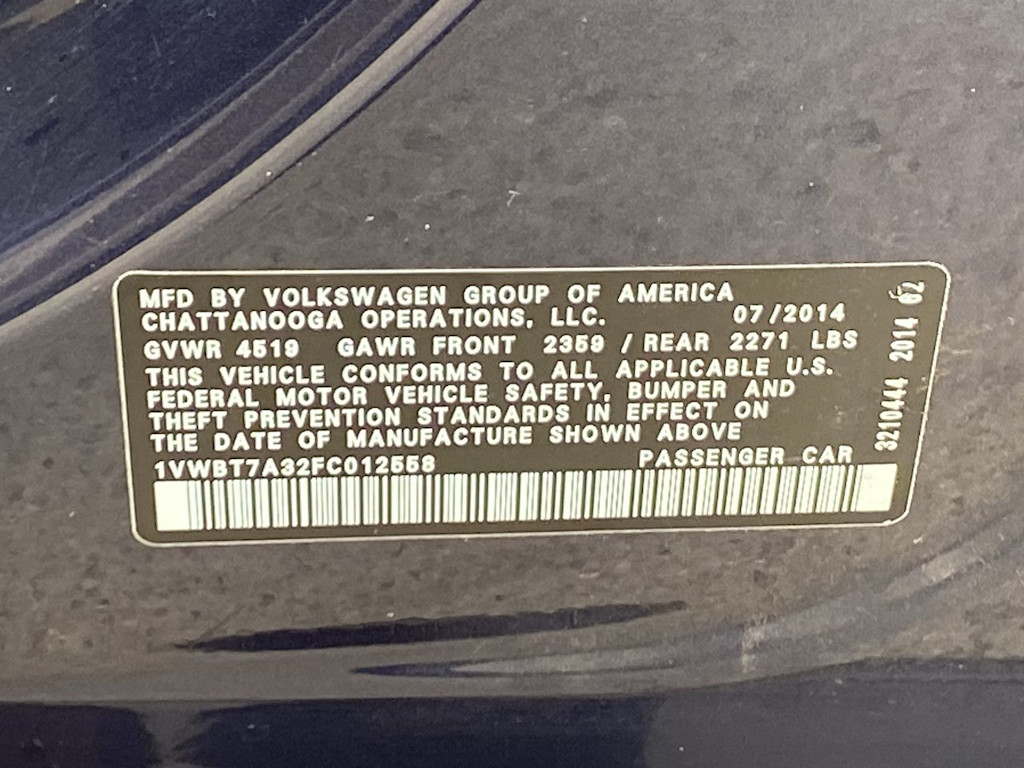 MFD BY VOLKSWAGEN GROUP OF AMERICA
CHATTANOOGA OPERATIONS, LLC. 07/2014
GVWR 4519 GAWR FRONT 2359 / REAR 2271 LBS
THIS VEHICLE CONFORMS TO ALL APPLICABLE U.S.
FEDERAL MOTOR VEHICLE SAFETY, BUMPER AND
THEFT PREVENTION STANDARDS IN EFFECT ON
THE DATE OF MANUFACTURE SHOWN ABOVE
1VWBT7A32FC012558 PASSENGER CAR
3210444 2014 62